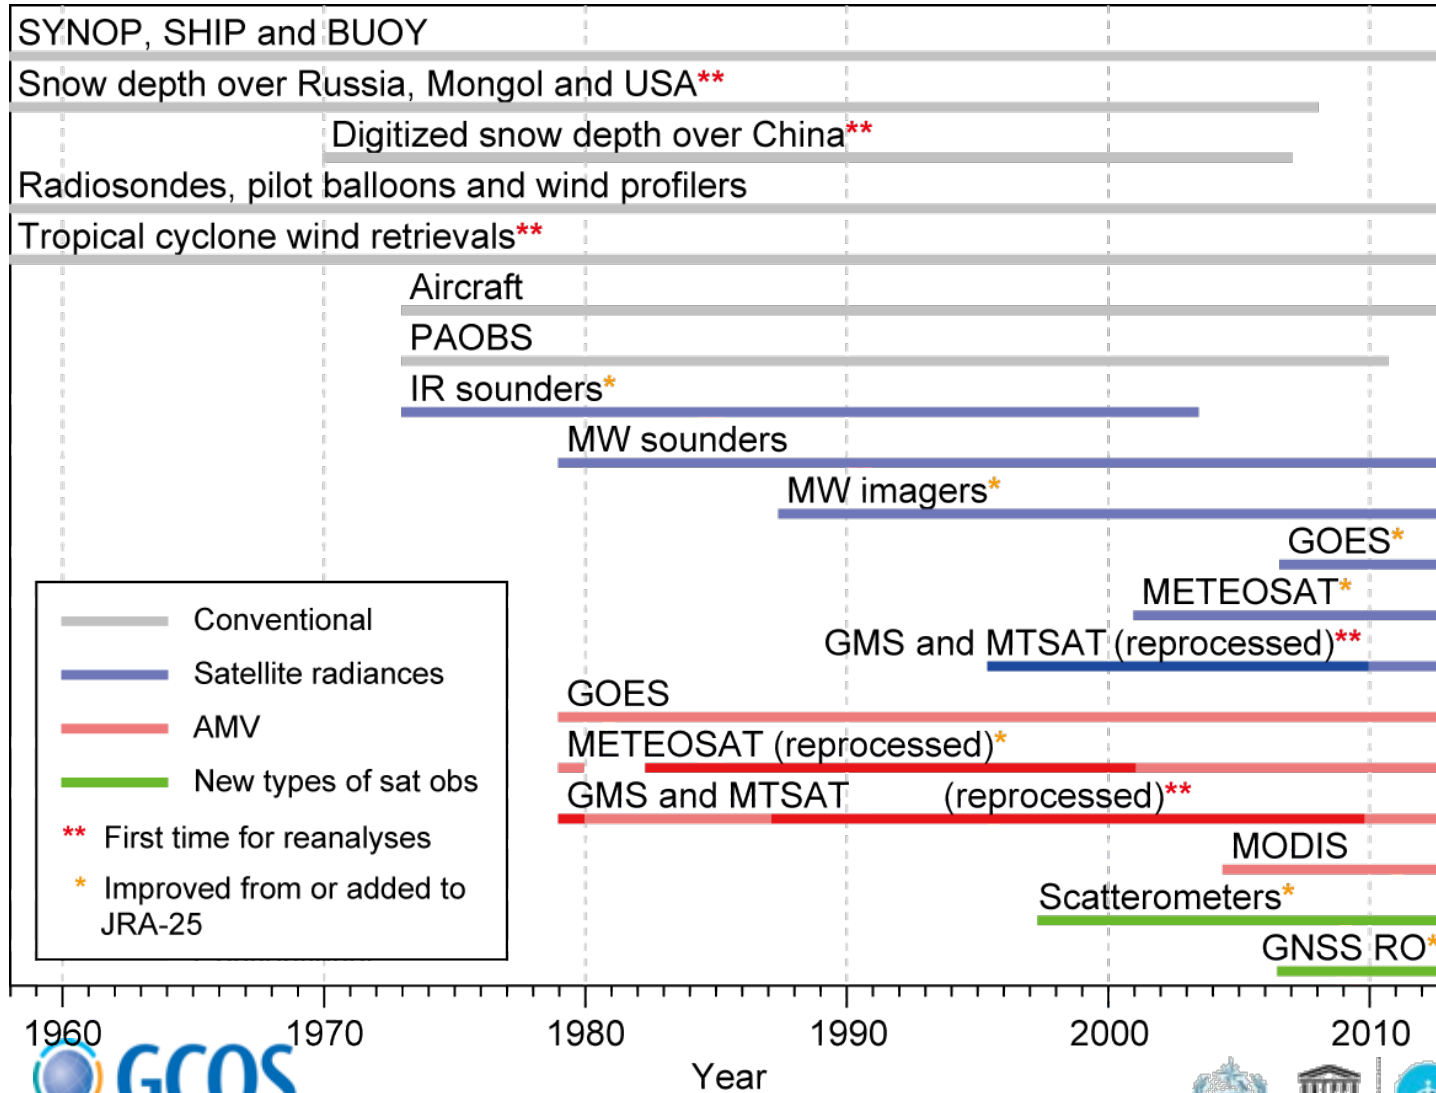 SYNOP, SHIP and BUOY
Snow depth over Russia, Mongol and USA**
Digitized snow depth over China**
Radiosondes, pilot balloons and wind profilers
Tropical cyclone wind retrievals**
Aircraft
PAOBS
IR sounders*
MW sounders
MW imagers*
GOES*
METEOSAT*
GMS and MTSAT (reprocessed)**
GOES
METEOSAT (reprocessed)*
GMS and MTSAT (reprocessed)**
MODIS
Scatterometers*
GNSS RO*
Conventional
Satellite radiances
AMV
New types of sat obs
** First time for reanalyses
* Improved from or added to
JRA-25
1960 1970 1980 1990 2000 2010
Year
GCOS